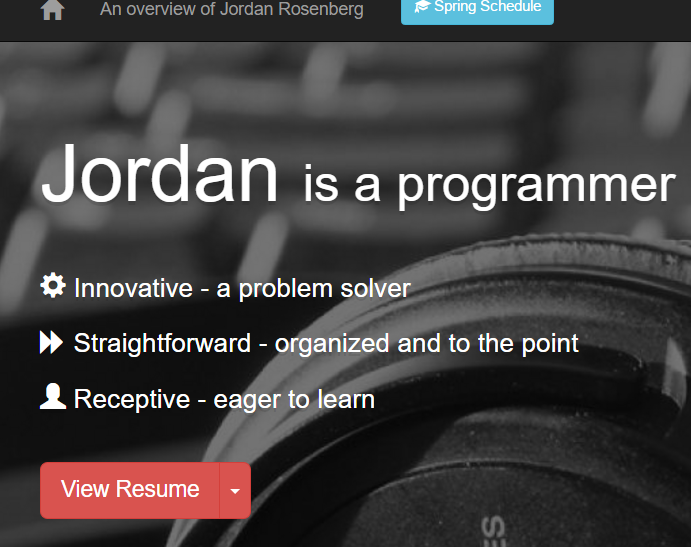 An overview of Jordan Rosenberg
Spring Schedule
Jordan is a programmer
Innovative - a problem solver
Straightforward - organized and to the point
Receptive - eager to learn
View Resume
ES